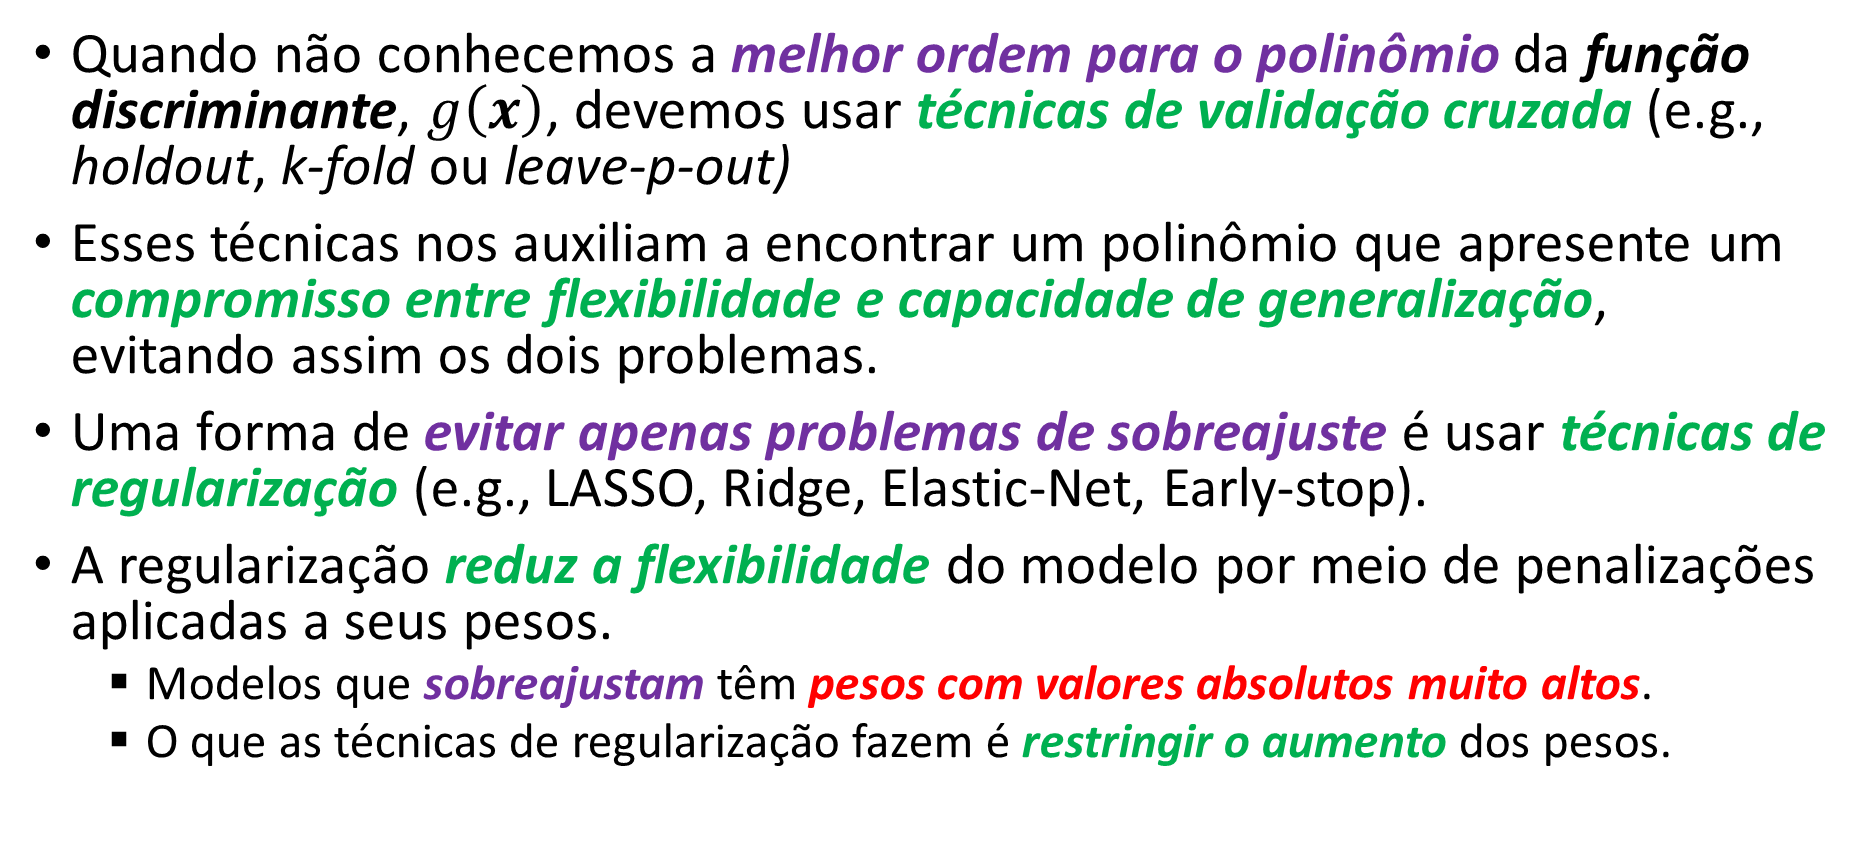 • Quando não conhecemos a melhor ordem para o polinômio da função
discriminante, g(x), devemos usar técnicas de validação cruzada (e.g.,
holdout, k-fold ou leave-p-out)
• Esses técnicas nos auxiliam a encontrar um polinômio que apresente um
compromisso entre flexibilidade e capacidade de generalização,
evitando assim os dois problemas.
• Uma forma de evitar apenas problemas de sobreajuste é usar técnicas de
regularização (e.g., LASSO, Ridge, Elastic-Net, Early-stop).
• A regularização reduz a flexibilidade do modelo por meio de penalizações
aplicadas a seus pesos.
▪ Modelos que sobreajustam têm pesos com valores absolutos muito altos.
▪ O que as técnicas de regularização fazem é restringir o aumento dos pesos.